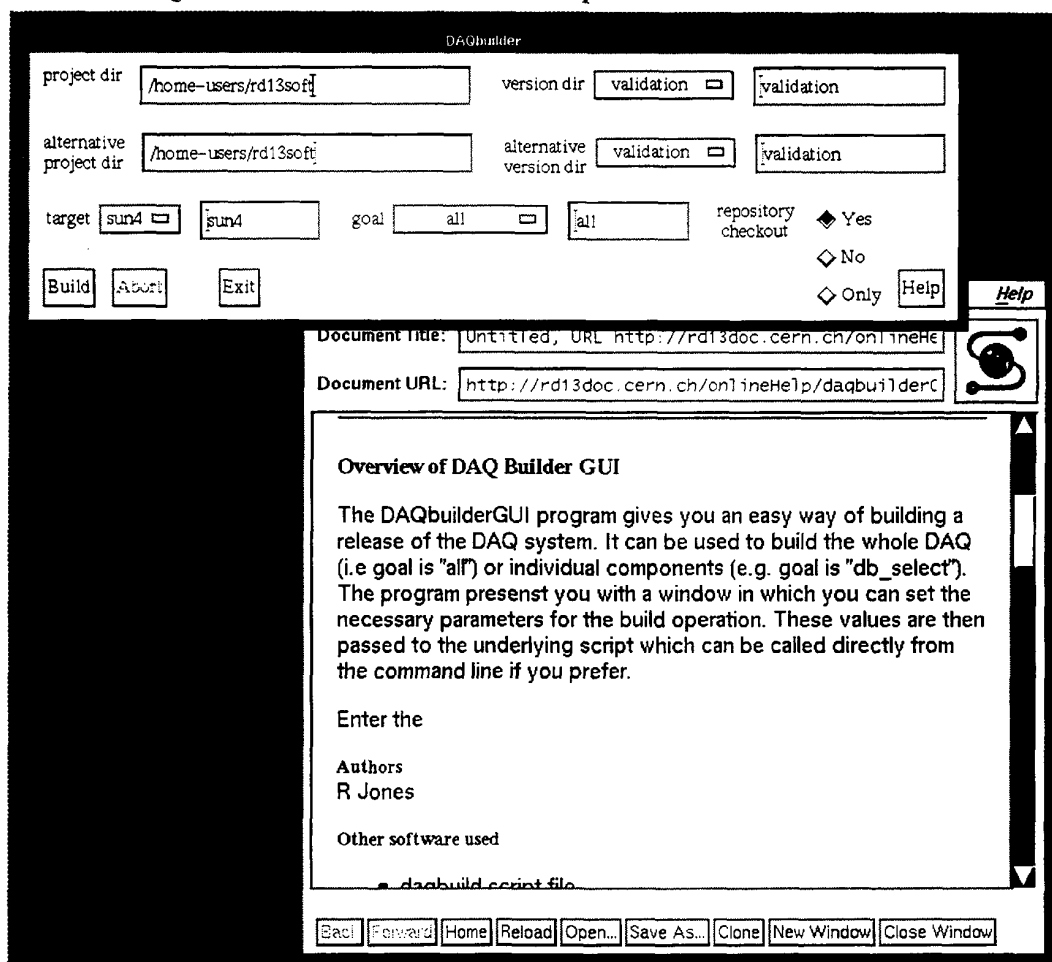 DAQbuilder
project dir /home-users/rd13soft version dir validation validation
alternative project dir /home-users/rd13soft alternative version dir validation validation
target sun4 sun4 goal all all repository checkout Yes
No
Build Abort Exit Only Help
Help
Document Title: Untitled, URL http://rd13doc.cern.ch/onlineHe
Document URL: http://rd13doc.cern.ch/onlineHelp/daqbuilderG
Overview of DAQ Builder GUI
The DAQbuilderGUI program gives you an easy way of building a
release of the DAQ system. It can be used to build the whole DAQ
(i.e goal is "all") or individual components (e.g. goal is "db_select").
The program presenst you with a window in which you can set the
necessary parameters for the build operation. These values are then
passed to the underlying script which can be called directly from
the command line if you prefer.
Enter the
Authors
R Jones
Other software used
• daqbuild script file
Back Forward Home Reload Open... Save As... Clone New Window Close Window